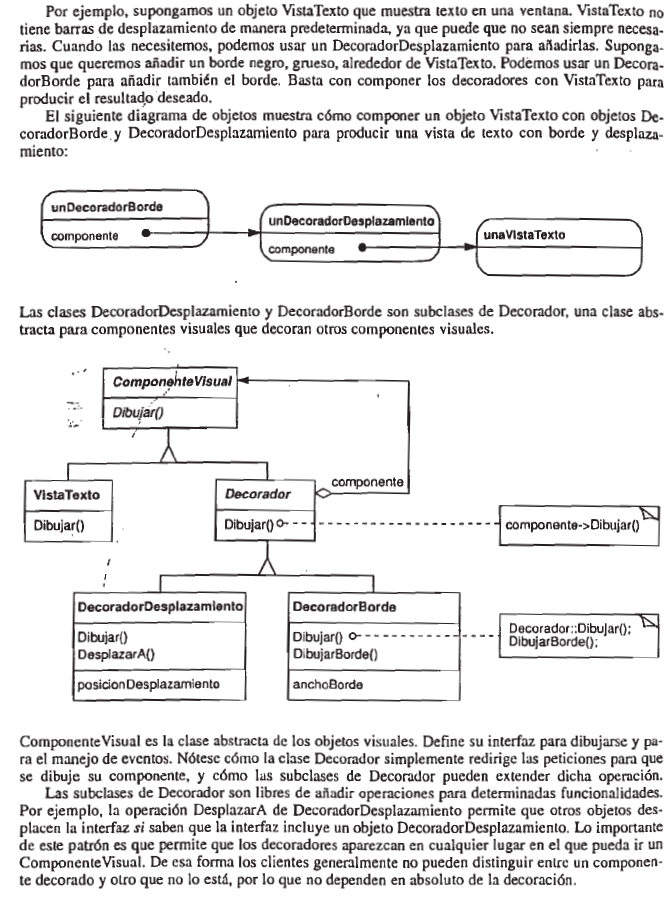 Por ejemplo, supongamos un objeto VistaTexto que muestra texto en una ventana. VistaTexto no
tiene barras de desplazamiento de manera predeterminada, ya que puede que no sean siempre necesa-
rias. Cuando las necesitemos, podemos usar un DecoradorDesplazamiento para añadirlas. Suponga-
mos que queremos añadir un borde negro, grueso, alrededor de VistaTexto. Podemos usar un Decora-
dorBorde para añadir también el borde. Basta con componer los decoradores con VistaTexto para
producir el resultado deseado.
El siguiente diagrama de objetos muestra cómo componer un objeto VistaTexto con objetos De-
coradorBorde y DecoradorDesplazamiento para producir una vista de texto con borde y desplaza-
miento:
unDecoradorBorde
componente
unDecoradorDesplazamiento
componente
unaVistaTexto
Las clases DecoradorDesplazamiento y DecoradorBorde son subclases de Decorador, una clase abs-
tracta para componentes visuales que decoran otros componentes visuales.
ComponenteVisual
Dibujar()
componente
VistaTexto
Dibujar()
Decorador
Dibujar()
componente->Dibujar()
DecoradorDesplazamiento
Dibujar()
DesplazarA()
posicionDesplazamiento
DecoradorBorde
Dibujar()
DibujarBorde()
anchoBorde
Decorador::Dibujar();
DibujarBorde();
ComponenteVisual es la clase abstracta de los objetos visuales. Define su interfaz para dibujarse y pa-
ra el manejo de eventos. Nótese cómo la clase Decorador simplemente redirige las peticiones para que
se dibuje su componente, y cómo las subclases de Decorador pueden extender dicha operación.
Las subclases de Decorador son libres de añadir operaciones para determinadas funcionalidades.
Por ejemplo, la operación DesplazarA de DecoradorDesplazamiento permite que otros objetos des-
placen la interfaz si saben que la interfaz incluye un objeto DecoradorDesplazamiento. Lo importante
de este patrón es que permite que los decoradores aparezcan en cualquier lugar en el que pueda ir un
ComponenteVisual. De esa forma los clientes generalmente no pueden distinguir entre un componen-
te decorado y otro que no lo está, por lo que no dependen en absoluto de la decoración.